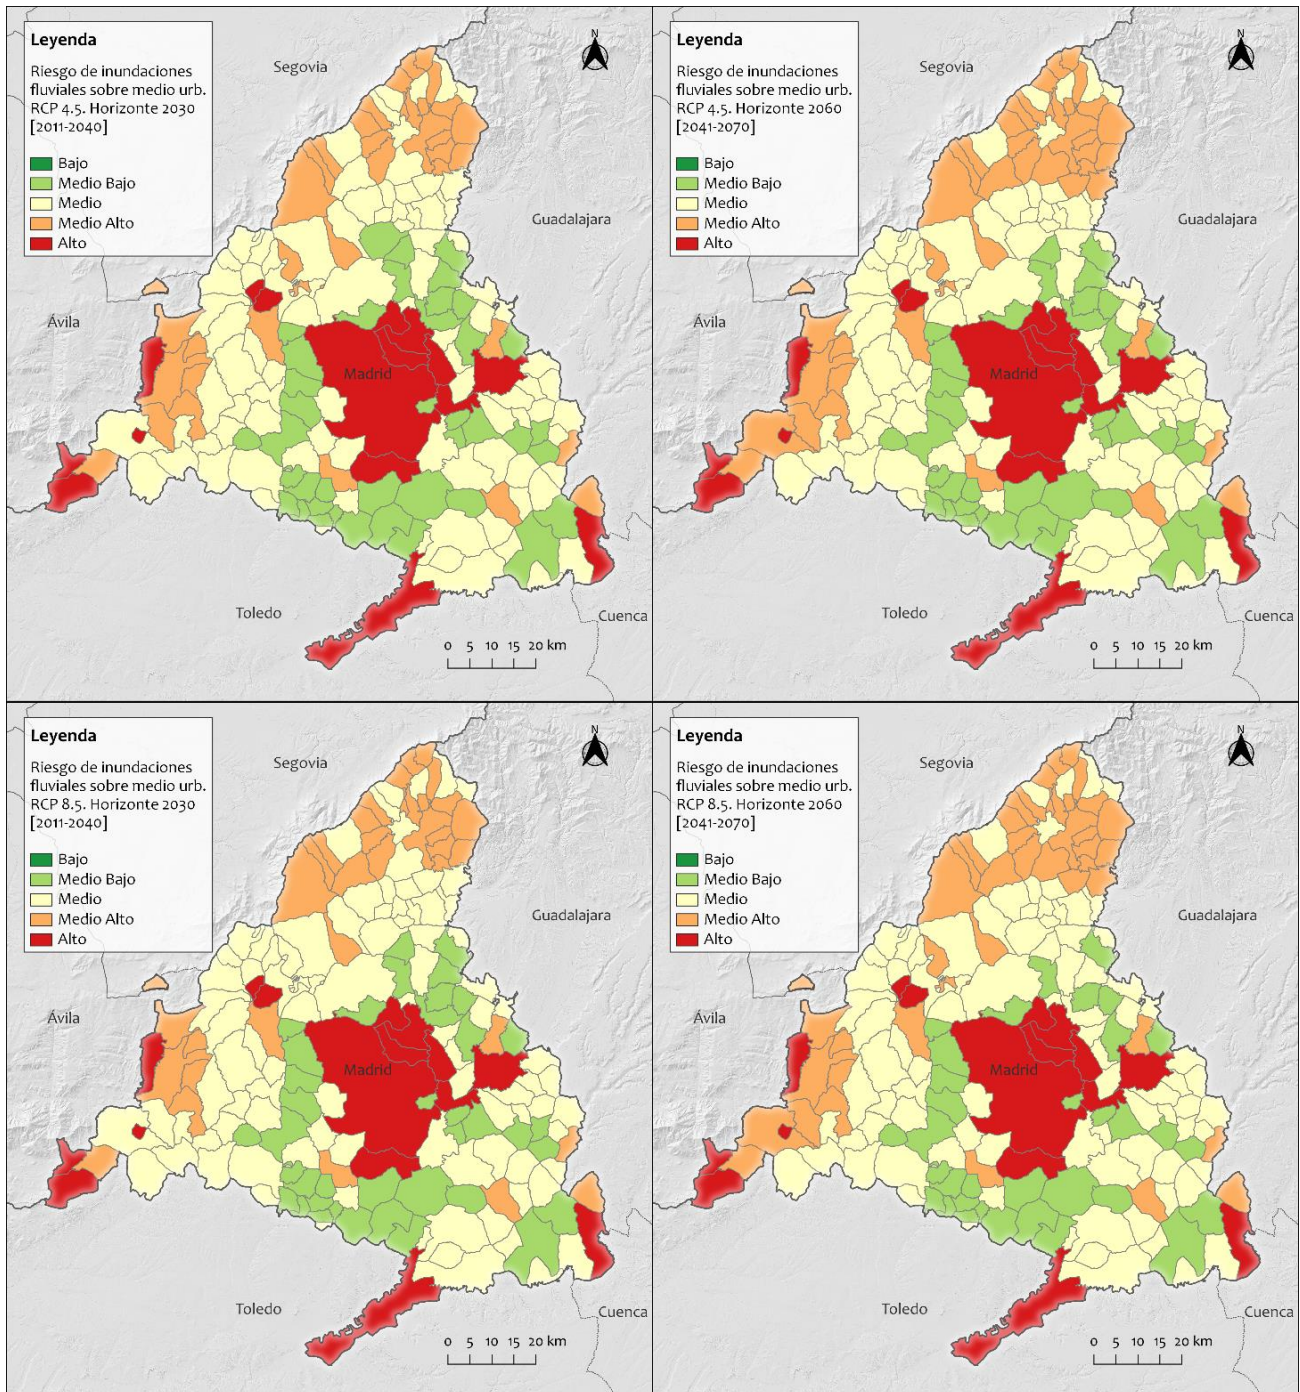 Leyenda
Riesgo de inundaciones
fluviales sobre medio urb.
RCP 4.5. Horizonte 2030
[2011-2040]
Bajo
Medio Bajo
Medio
Medio Alto
Alto
N
Segovia
Guadalajara
Ávila
Madrid
Toledo
Cuenca
0 5 10 15 20 km
Leyenda
Riesgo de inundaciones
fluviales sobre medio urb.
RCP 4.5. Horizonte 2060
[2041-2070]
Bajo
Medio Bajo
Medio
Medio Alto
Alto
N
Segovia
Guadalajara
Ávila
Madrid
Toledo
Cuenca
0 5 10 15 20 km
Leyenda
Riesgo de inundaciones
fluviales sobre medio urb.
RCP 8.5. Horizonte 2030
[2011-2040]
Bajo
Medio Bajo
Medio
Medio Alto
Alto
N
Segovia
Guadalajara
Ávila
Madrid
Toledo
Cuenca
0 5 10 15 20 km
Leyenda
Riesgo de inundaciones
fluviales sobre medio urb.
RCP 8.5. Horizonte 2060
[2041-2070]
Bajo
Medio Bajo
Medio
Medio Alto
Alto
N
Segovia
Guadalajara
Ávila
Madrid
Toledo
Cuenca
0 5 10 15 20 km